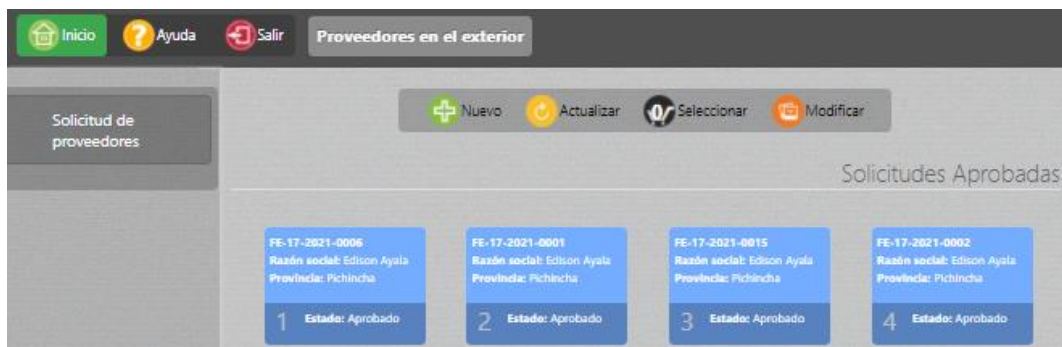 Inicio Ayuda Salir Proveedores en el exterior
Solicitud de
proveedores
Nuevo Actualizar Seleccionar Modificar
Solicitudes Aprobadas
FE-17-2021-0006
Razón social: Edison Ayala
Provincia: Pichincha
1 Estado: Aprobado
FE-17-2021-0001
Razón social: Edison Ayala
Provincia: Pichincha
2 Estado: Aprobado
FE-17-2021-0015
Razón social: Edison Ayala
Provincia: Pichincha
3 Estado: Aprobado
FE-17-2021-0002
Razón social: Edison Ayala
Provincia: Pichincha
4 Estado: Aprobado